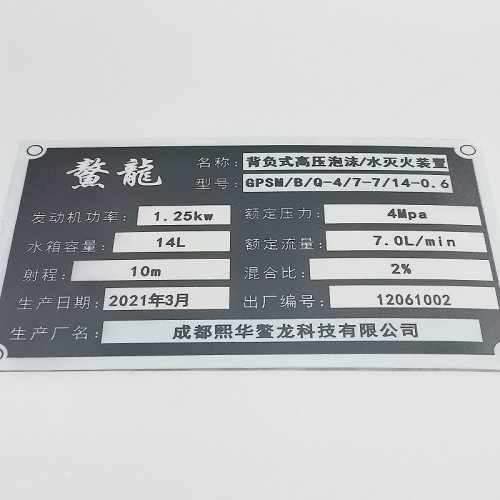 鳌龍
名称: 背负式高压泡沫/水灭火装置
型号: GPSM/B/Q-4/7-7/14-0.6
发动机功率: 1.25kw 额定压力: 4Mpa
水箱容量: 14L 额定流量: 7.0L/min
射程: 10m 混合比: 2%
生产日期: 2021年3月 出厂编号: 12061002
生产厂名: 成都熙华鳌龙科技有限公司